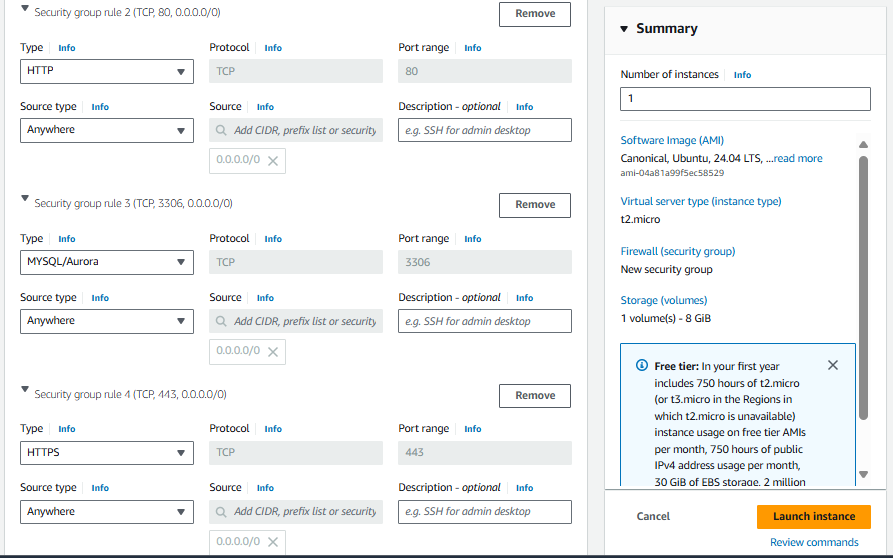 Security group rule 2 (TCP, 80, 0.0.0.0/0)
Remove
Type Info
Protocol Info
Port range Info
HTTP
TCP
80
Source type Info
Source Info
Description - optional Info
Anywhere
Add CIDR, prefix list or security
e.g. SSH for admin desktop
0.0.0.0/0
Security group rule 3 (TCP, 3306, 0.0.0.0/0)
Remove
Type Info
Protocol Info
Port range Info
MYSQL/Aurora
TCP
3306
Source type Info
Source Info
Description - optional Info
Anywhere
Add CIDR, prefix list or security
e.g. SSH for admin desktop
0.0.0.0/0
Security group rule 4 (TCP, 443, 0.0.0.0/0)
Remove
Type Info
Protocol Info
Port range Info
HTTPS
TCP
443
Source type Info
Source Info
Description - optional Info
Anywhere
Add CIDR, prefix list or security
e.g. SSH for admin desktop
0.0.0.0/0
Summary
Number of instances Info
1
Software Image (AMI)
Canonical, Ubuntu, 24.04 LTS, ...read more
ami-04a81a99f5ec58529
Virtual server type (instance type)
t2.micro
Firewall (security group)
New security group
Storage (volumes)
1 volume(s) - 8 GiB
Free tier: In your first year
includes 750 hours of t2.micro
(or t3.micro in the Regions in
which t2.micro is unavailable)
instance usage on free tier AMIs
per month, 750 hours of public
IPv4 address usage per month,
30 GiB of EBS storage, 2 million
Cancel
Launch instance
Review commands